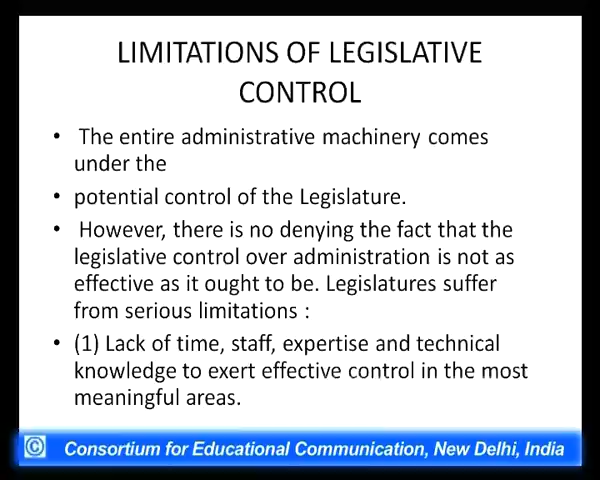 LIMITATIONS OF LEGISLATIVE
CONTROL
• The entire administrative machinery comes
under the
• potential control of the Legislature.
• However, there is no denying the fact that the
legislative control over administration is not as
effective as it ought to be. Legislatures suffer
from serious limitations :
• (1) Lack of time, staff, expertise and technical
knowledge to exert effective control in the most
meaningful areas.
© Consortium for Educational Communication, New Delhi, India